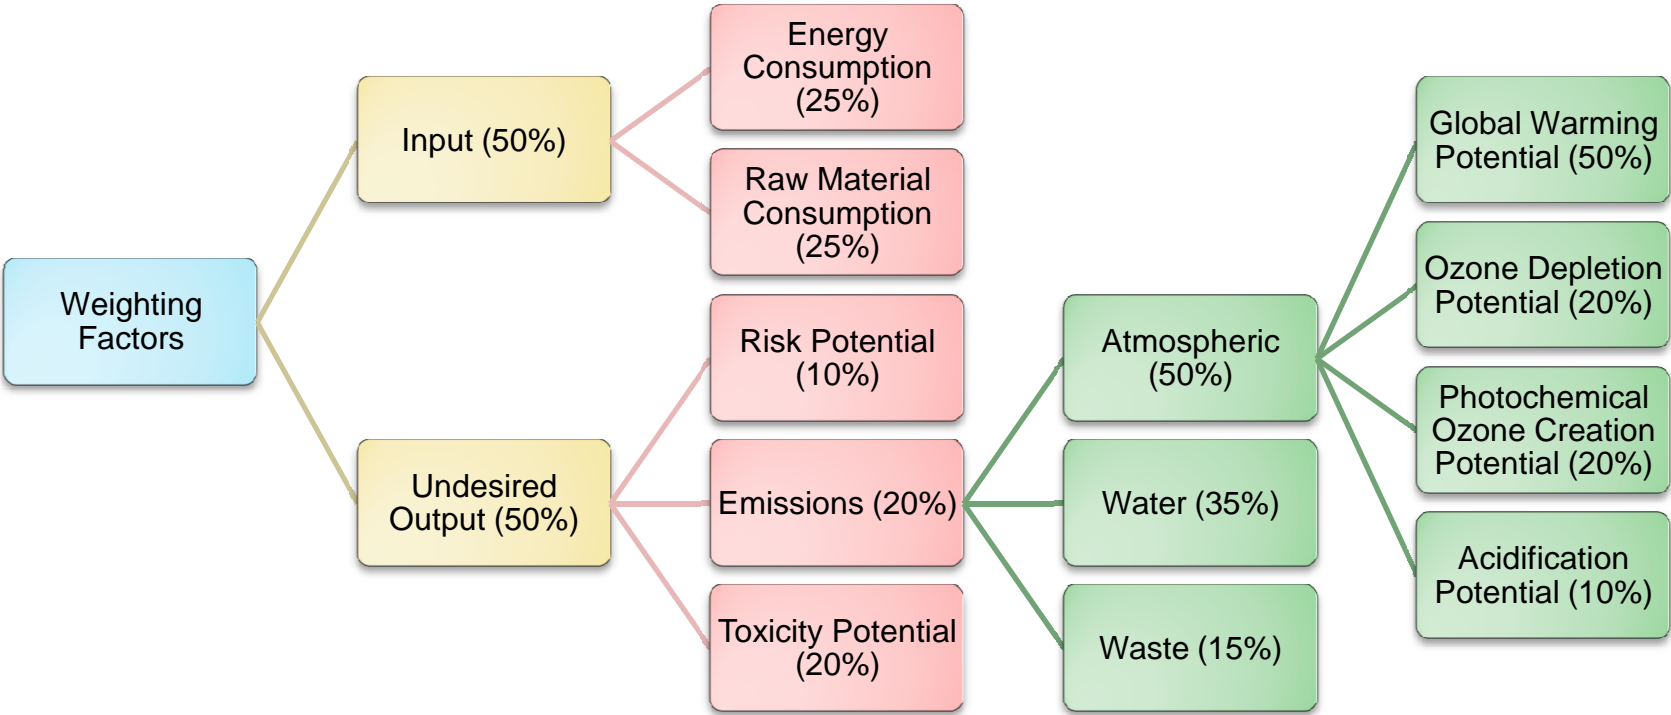 Weighting
Factors
Input (50%)
Undesired
Output (50%)
Energy
Consumption
(25%)
Raw Material
Consumption
(25%)
Risk Potential
(10%)
Emissions (20%)
Toxicity Potential
(20%)
Atmospheric
(50%)
Water (35%)
Waste (15%)
Global Warming
Potential (50%)
Ozone Depletion
Potential (20%)
Photochemical
Ozone Creation
Potential (20%)
Acidification
Potential (10%)